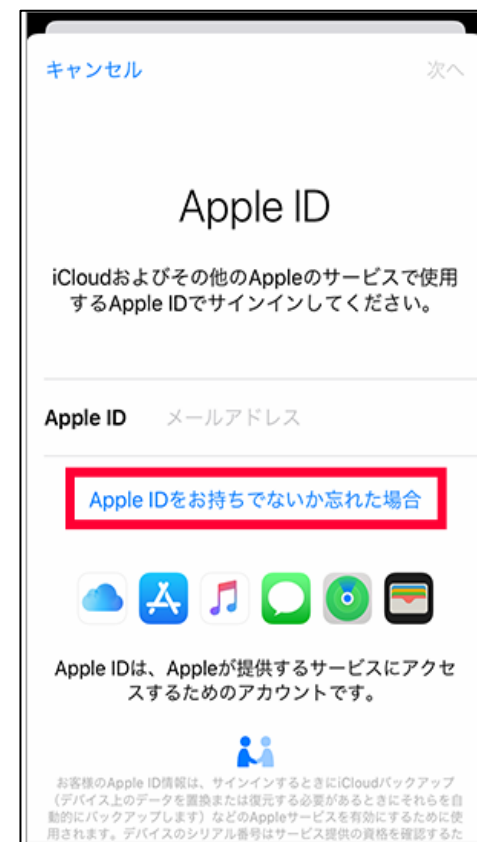 キャンセル 次へ
Apple ID
iCloudおよびその他のAppleのサービスで使用
するApple IDでサインインしてください。
Apple ID メールアドレス
Apple IDをお持ちでないか忘れた場合
Apple IDは、Appleが提供するサービスにアクセ
スするためのアカウントです。
お客様のApple ID情報は、サインインするときにiCloudバックアップ
（デバイス上のデータを置換または復元する必要があるときにそれらを自
動的にバックアップします）などのAppleサービスを有効にするために使
用されます。デバイスのシリアル番号はサービス提供の資格を確認するた